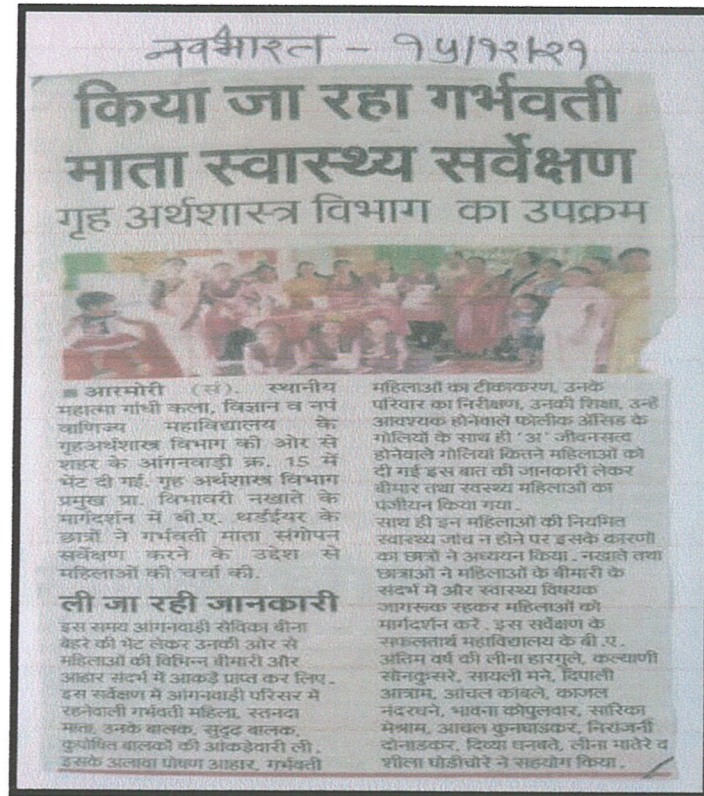 नवभारत - १५/१२/२१
किया जा रहा गर्भवती
माता स्वास्थ्य सर्वेक्षण
गृह अर्थशास्त्र विभाग का उपक्रम
■ आरमोरी (सं). स्थानीय
महात्मा गांधी कला, विज्ञान व नपं
वाणिज्य महाविद्यालय के
गृहअर्थशास्त्र विभाग की ओर से
शहर के आंगनवाड़ी क्र. 15 में
भेंट दी गई. गृह अर्थशास्त्र विभाग
प्रमुख प्रा. विभावरी नखाते के
मार्गदर्शन में बी.ए. थर्डईयर के
छात्रों ने गर्भवती माता संगोपन
सर्वेक्षण करने के उद्देश से
महिलाओं की चर्चा की.
ली जा रही जानकारी
इस समय आंगनवाड़ी सेविका बीना
बेहरे की भेंट लेकर उनकी ओर से
महिलाओं की विभिन्न बीमारी और
आहार संदर्भ में आकड़ें प्राप्त कर लिए.
इस सर्वेक्षण में आंगनवाड़ी परिसर में
रहनेवाली गर्भवती महिला, स्तनदा
माता, उनके बालक, सुदृढ बालक,
कुपोषित बालकों की आंकड़ेवारी ली.
इसके अलावा पोषण आहार, गर्भवती
महिलाओं का टीकाकरण, उनके
परिवार का निरीक्षण, उनकी शिक्षा, उन्हें
आवश्यक होनेवाले फोलीक ॲसिड के
गोलियों के साथ ही 'अ' जीवनसत्व
होनेवाले गोलियां कितने महिलाओं को
दी गई इस बात की जानकारी लेकर
बीमार तथा स्वस्थ्य महिलाओं का
पंजीयन किया गया.
साथ ही इन महिलाओं की नियमित
स्वास्थ्य जांच न होने पर इसके कारणों
का छात्रों ने अध्ययन किया. नखाते तथा
छात्राओं ने महिलाओं के बीमारी के
संदर्भ में और स्वास्थ्य विषयक
जागरूक रहकर महिलाओं को
मार्गदर्शन करें. इस सर्वेक्षण के
सफलतार्थ महाविद्यालय के बी.ए.
अंतिम वर्ष की लीना हारगुले, कल्याणी
सोनकुसरे, सायली मने, दिपाली
आत्राम, आंचल कांबले, काजल
नंदरधने, भावना कोपुलवार, सारिका
मेश्राम, आचल कुनघाडकर, निरांजनी
दोनाडकर, दिव्या घनबते, लीना मातेरे व
शीला घोडीचोरे ने सहयोग किया.